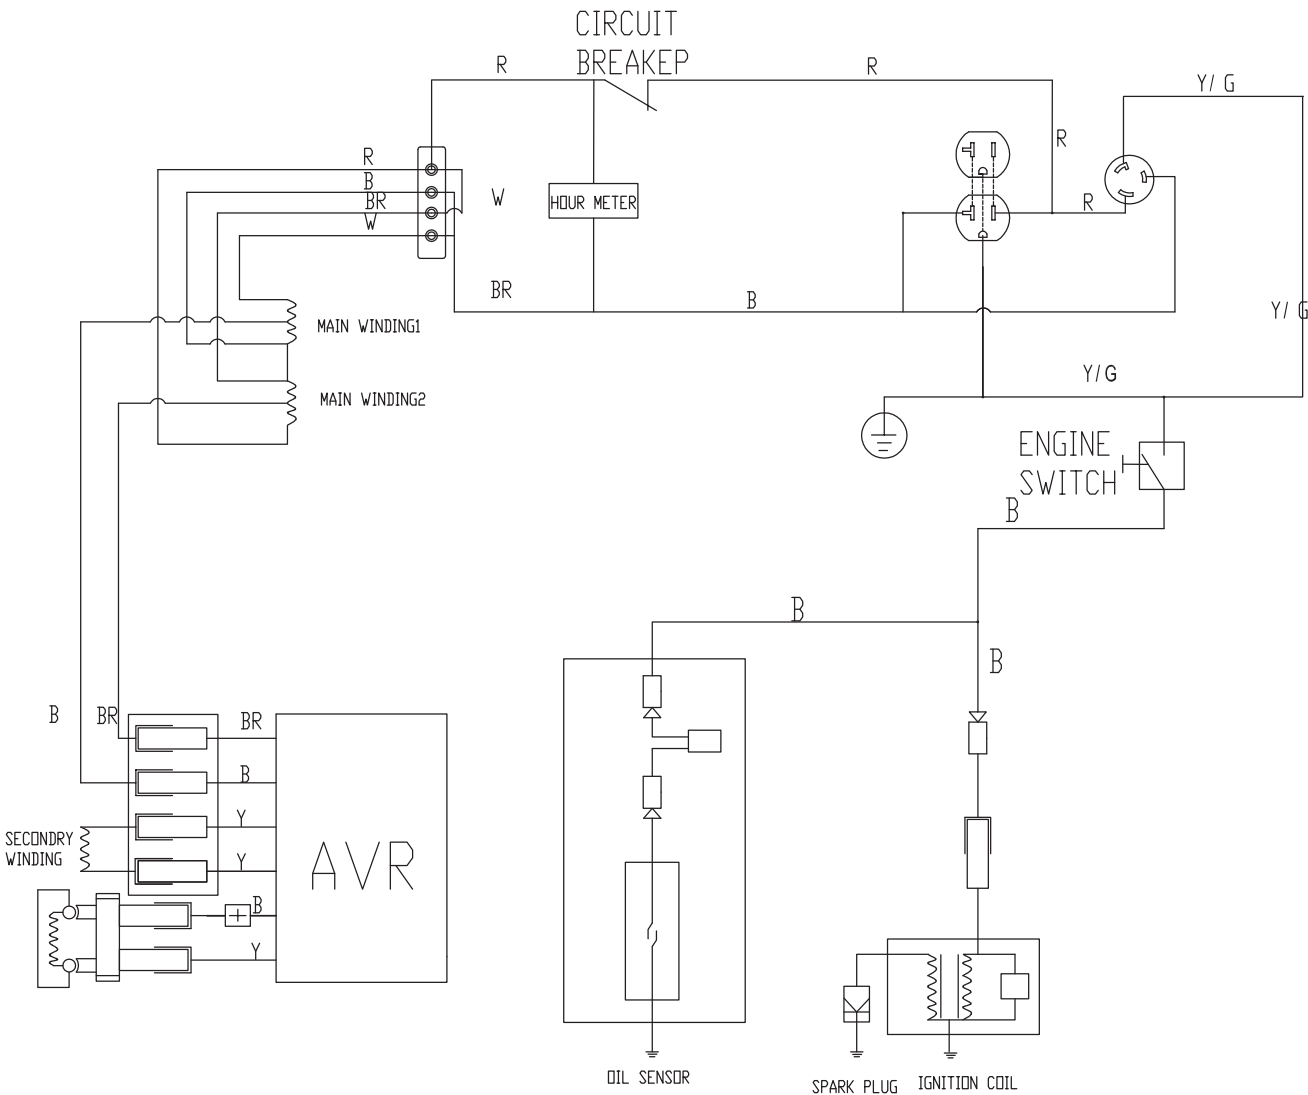 CIRCUIT
BREAKEP
R
R
Y/ G
R
R
B
BR
W
W
R
HOUR METER
BR
B
Y/ G
MAIN WINDING1
MAIN WINDING2
Y/G
ENGINE
SWITCH
B
B
B
B
BR
BR
B
Y
Y
SECONDRY
WINDING
AVR
B
Y
OIL SENSOR
SPARK PLUG
IGNITION COIL